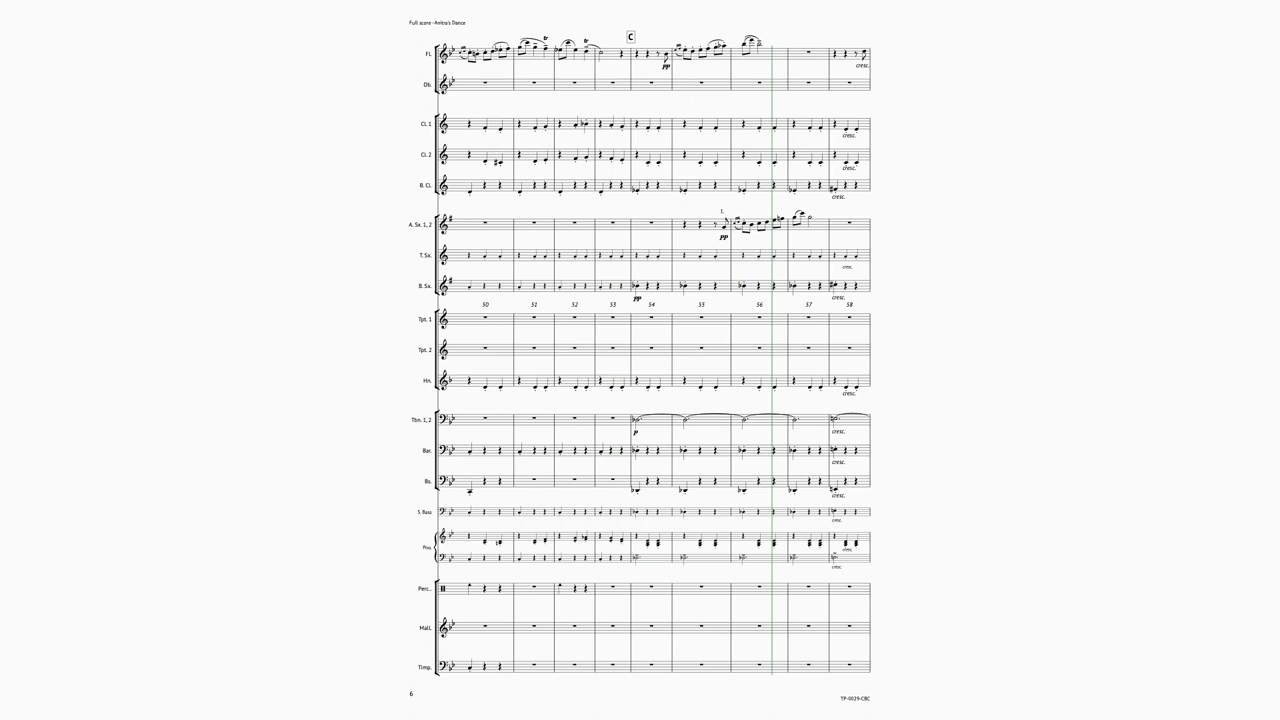 Full score - Anitra's Dance
C
Fl.
pp
cresc.
Ob.
Cl. 1
cresc.
Cl. 2
cresc.
B. Cl.
cresc.
1.
A. Sx. 1, 2
pp
T. Sx.
cresc.
B. Sx.
pp
cresc.
50 51 52 53 54 55 56 57 58
Tpt. 1
Tpt. 2
Hn.
cresc.
Tbn. 1, 2
p
cresc.
Bar.
cresc.
Bs.
cresc.
S. Bass
cresc.
Pno.
cresc.
cresc.
Perc.
Mall.
Timp.
6
TP-0029-CBC